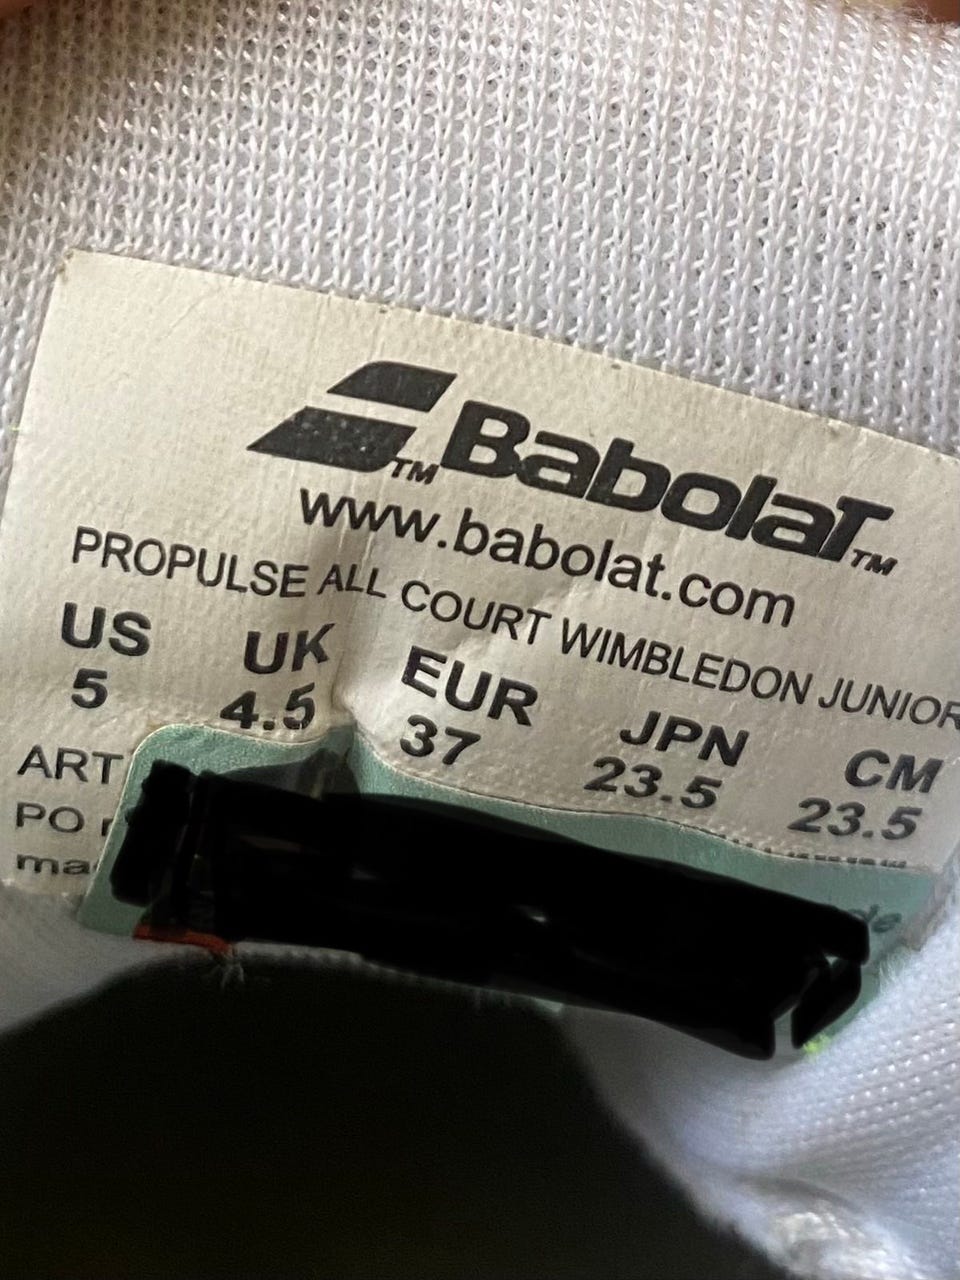 BabolaT™
www.babolat.com
PROPULSE ALL COURT WIMBLEDON JUNIOR
US UK EUR JPN CM
5 4.5 37 23.5 23.5
ART
PO